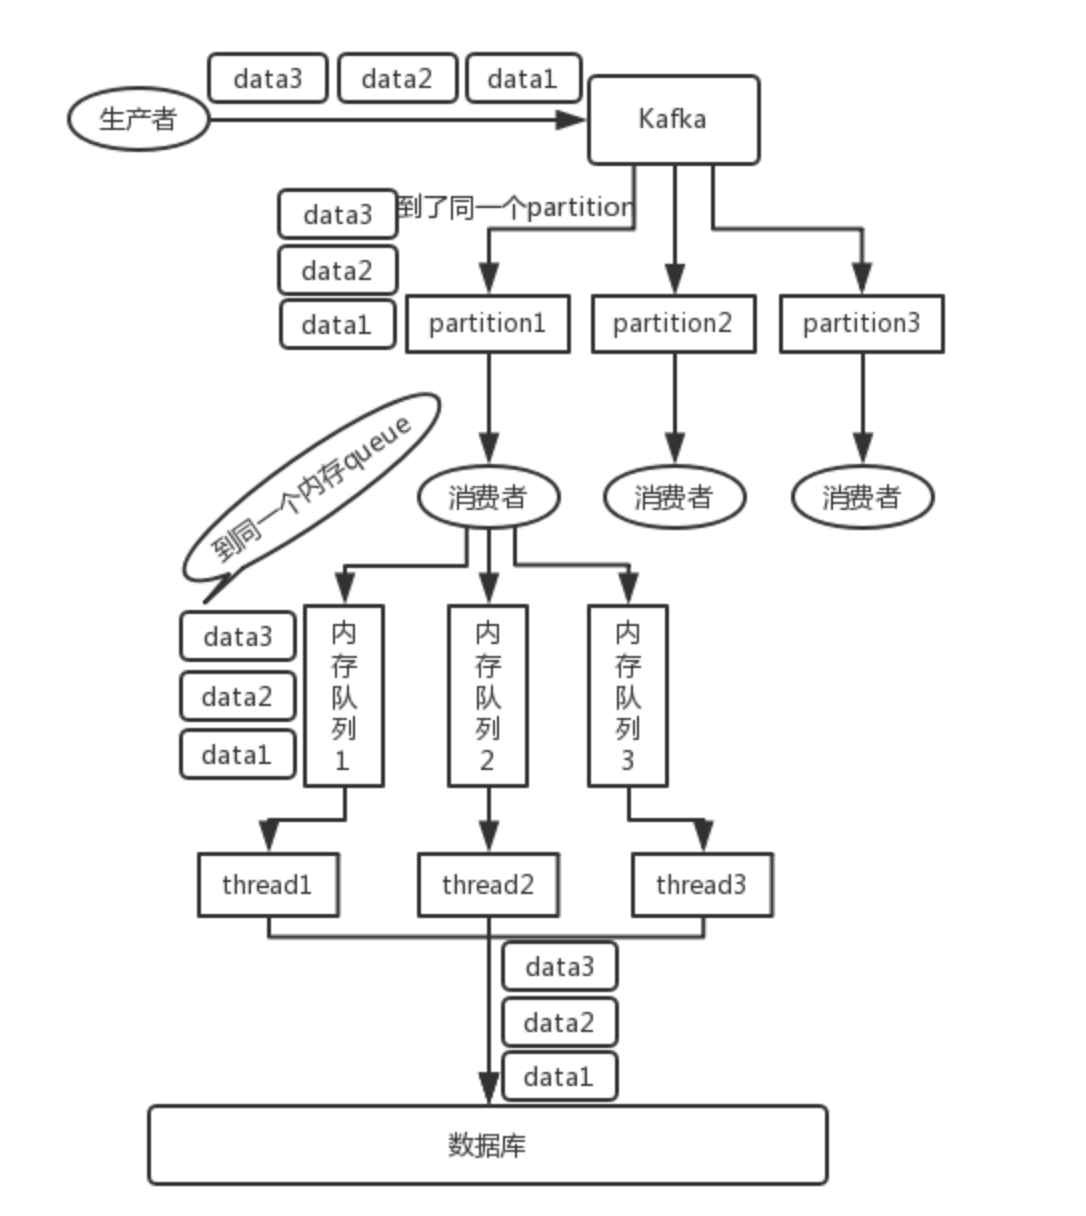 data3
data2
data1
生产者
Kafka
data3
到了同一个partition
data2
data1
partition1
partition2
partition3
到同一个内存queue
消费者
消费者
消费者
data3
data2
data1
内存队列1
内存队列2
内存队列3
thread1
thread2
thread3
data3
data2
data1
数据库